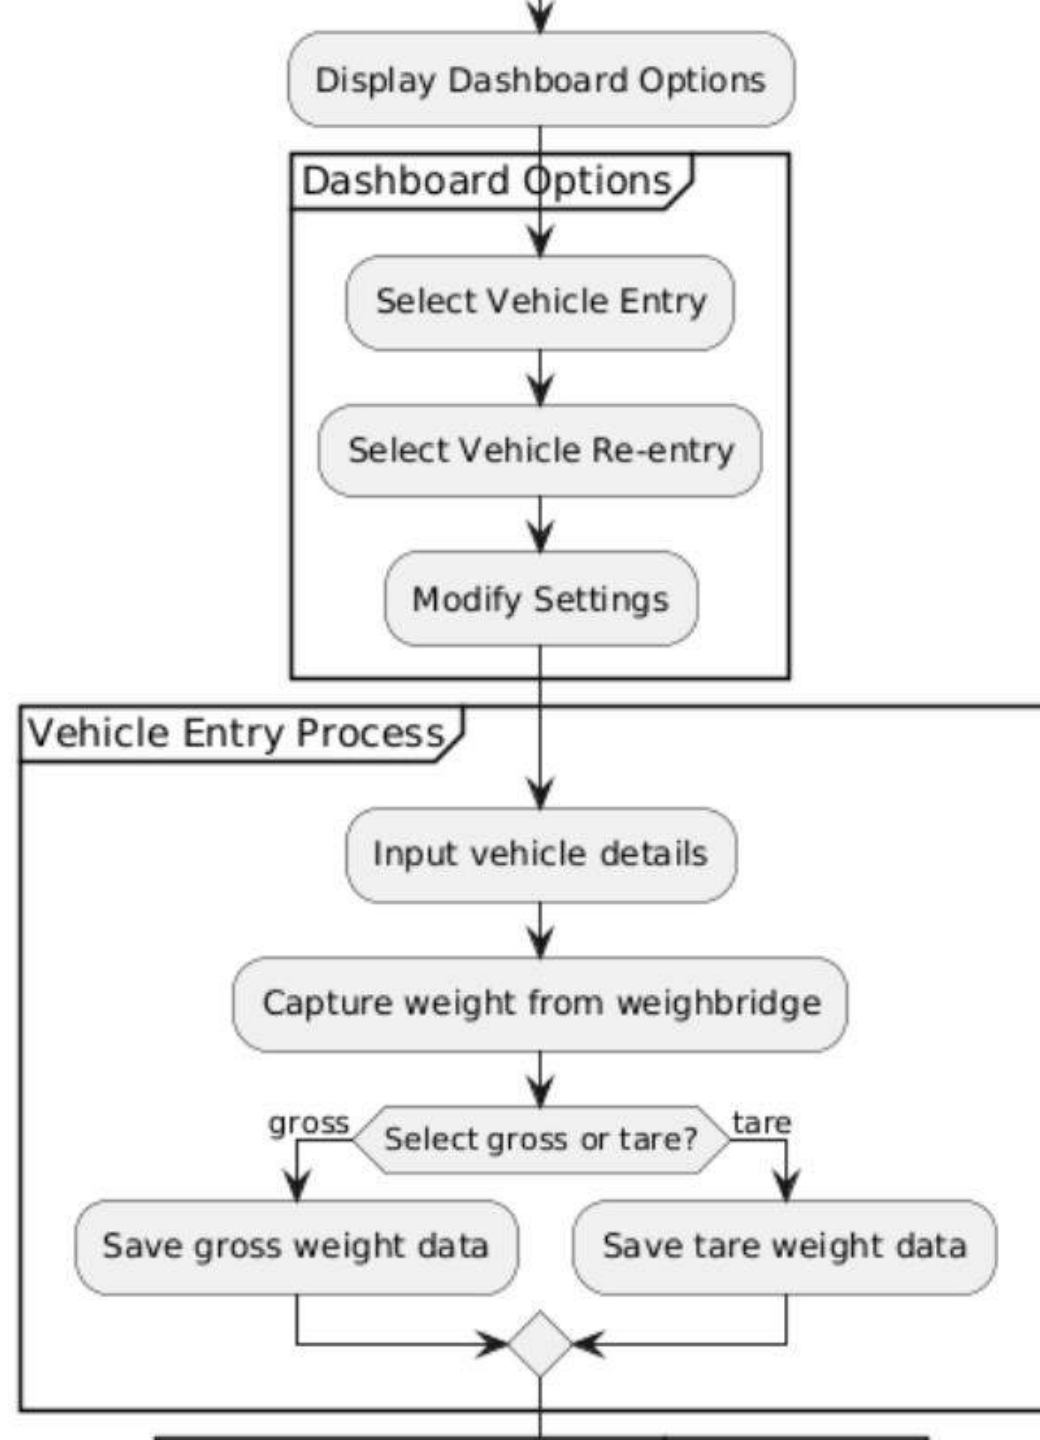 Display Dashboard Options
Dashboard Options
Select Vehicle Entry
Select Vehicle Re-entry
Modify Settings
Vehicle Entry Process
Input vehicle details
Capture weight from weighbridge
gross
Select gross or tare?
tare
Save gross weight data
Save tare weight data